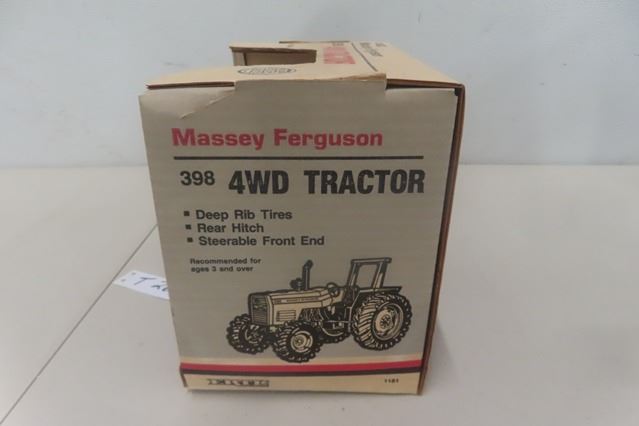 Massey Ferguson
398 4WD TRACTOR
▪ Deep Rib Tires
▪ Rear Hitch
▪ Steerable Front End
Recommended for
ages 3 and over
ERTL
1181